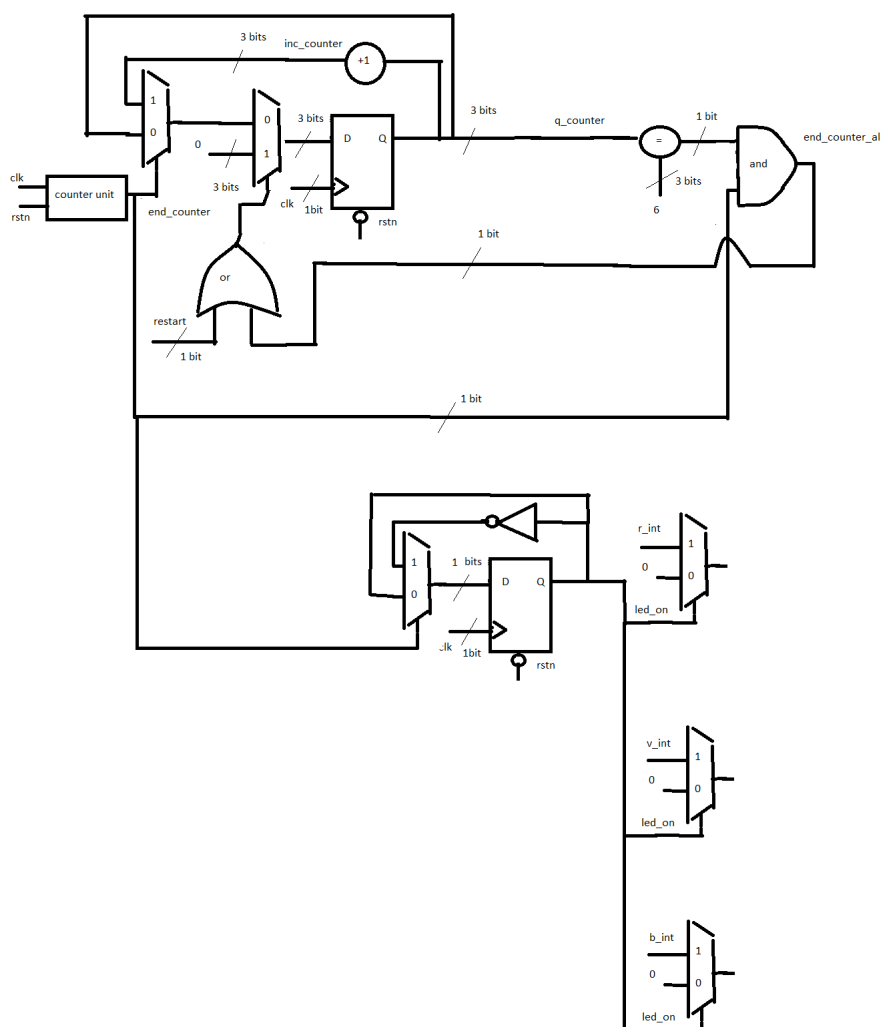 3 bits
inc_counter
+1
1
0
0
1
0
3 bits
3 bits
D
Q
clk
1bit
rstn
3 bits
q_counter
=
1 bit
3 bits
6
and
end_counter_al
clk
rstn
counter unit
end_counter
or
restart
1 bit
1 bit
1 bit
1
0
1 bits
D
Q
1bit
rstn
r_int
1
0
0
led_on
v_int
1
0
0
led_on
b_int
1
0
0
led_on